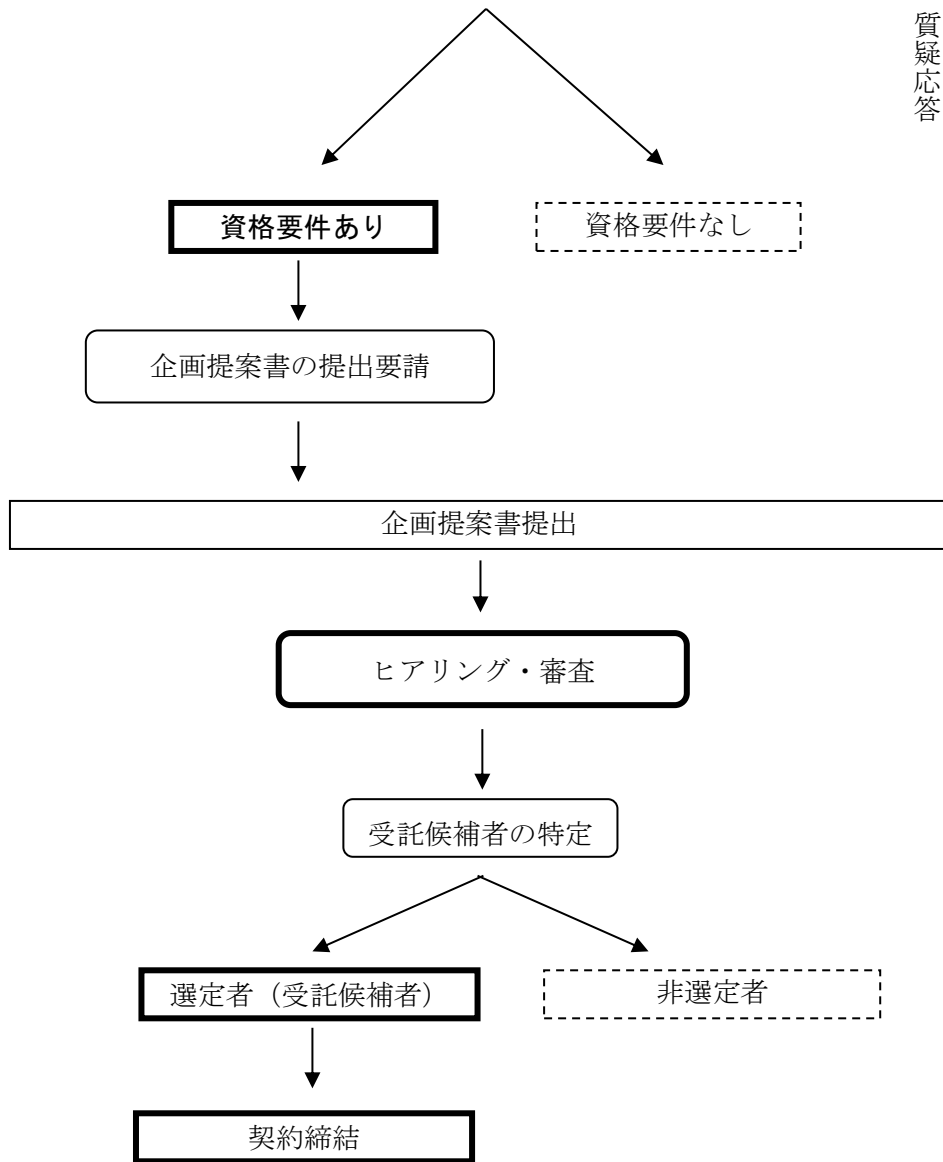 質疑応答
資格要件あり
資格要件なし
企画提案書の提出要請
企画提案書提出
ヒアリング・審査
受託候補者の特定
選定者（受託候補者）
非選定者
契約締結